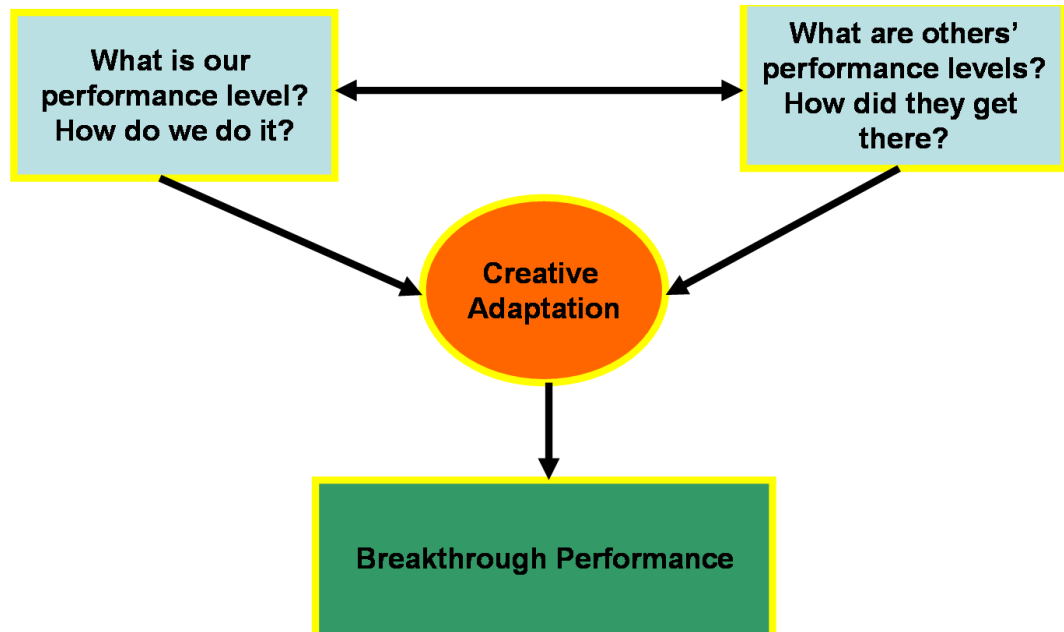 What is our
performance level?
How do we do it?
What are others’
performance levels?
How did they get
there?
Creative
Adaptation
Breakthrough Performance